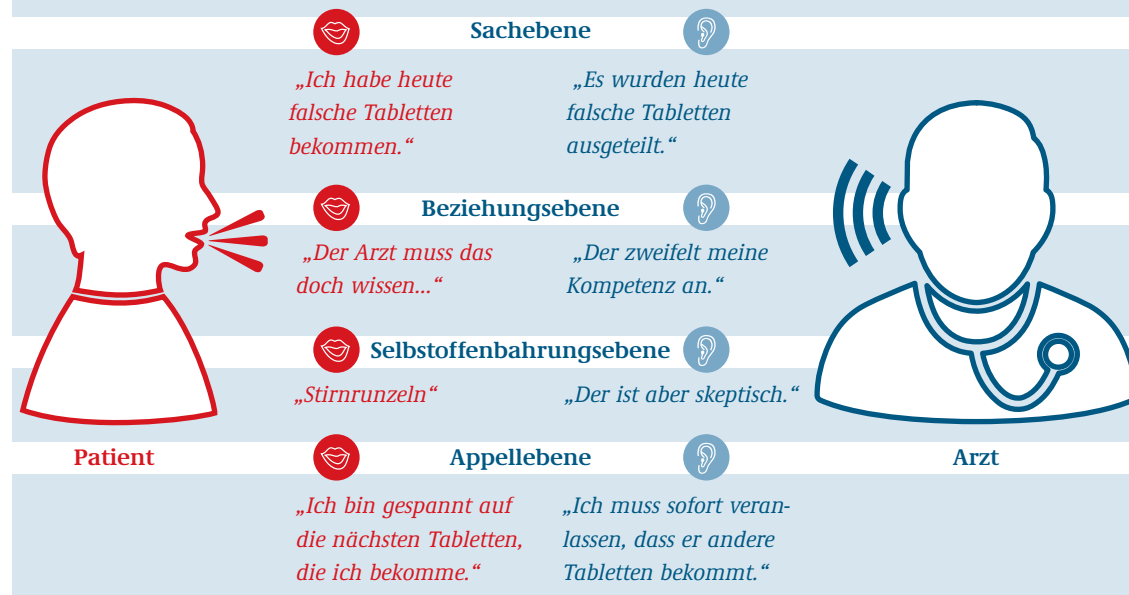 Sachebene
„Ich habe heute
falsche Tabletten
bekommen.“
„Es wurden heute
falsche Tabletten
ausgeteilt.“
Beziehungsebene
„Der Arzt muss das
doch wissen...“
„Der zweifelt meine
Kompetenz an.“
Selbstoffenbahrungsebene
„Stirnrunzeln“
„Der ist aber skeptisch.“
Patient
Appellebene
Arzt
„Ich bin gespannt auf
die nächsten Tabletten,
die ich bekomme.“
„Ich muss sofort veran-
lassen, dass er andere
Tabletten bekommt.“